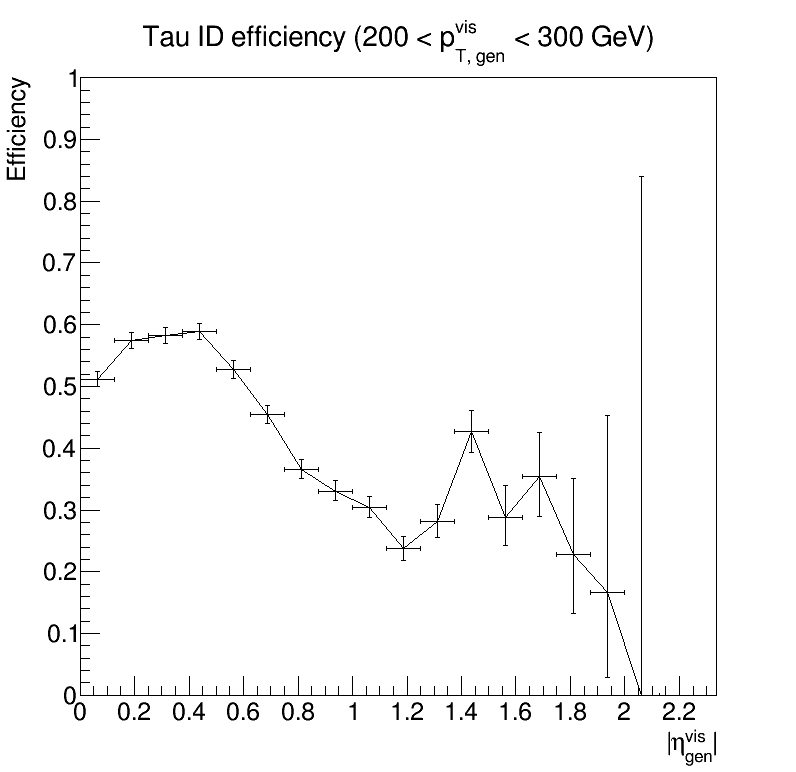 Tau ID efficiency (200 < p^vis_T, gen < 300 GeV)
Efficiency
1
0.9
0.8
0.7
0.6
0.5
0.4
0.3
0.2
0.1
0
0 0.2 0.4 0.6 0.8 1 1.2 1.4 1.6 1.8 2 2.2
|η^vis_gen|